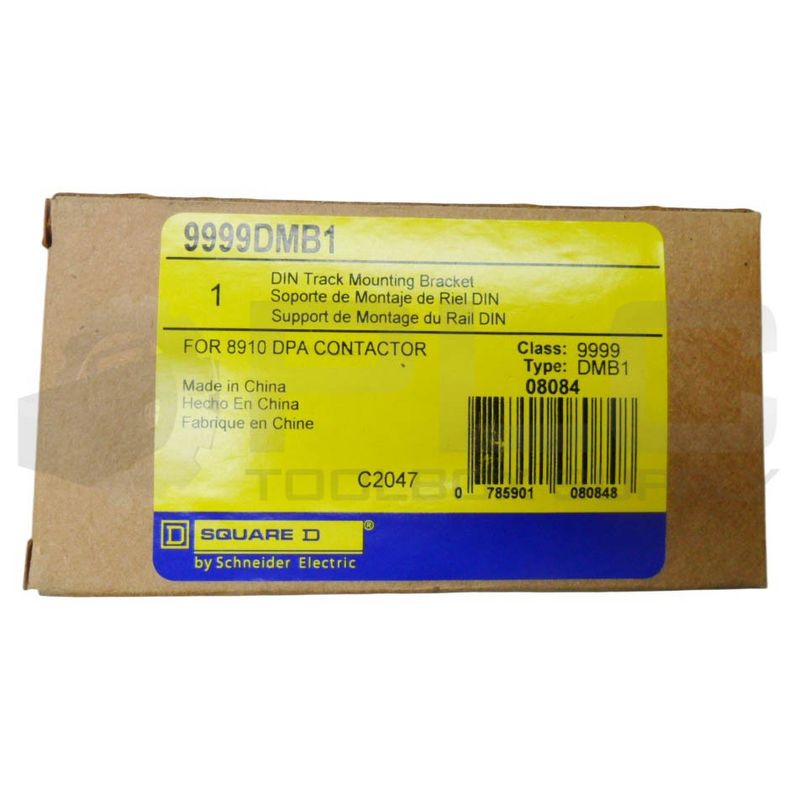 9999DMB1
1
DIN Track Mounting Bracket
Soporte de Montaje de Riel DIN
Support de Montage du Rail DIN
FOR 8910 DPA CONTACTOR
Class: 9999
Type: DMB1
08084
Made in China
Hecho En China
Fabrique en Chine
C2047
0 785901 080848
D SQUARE D ®
by Schneider Electric
PLC